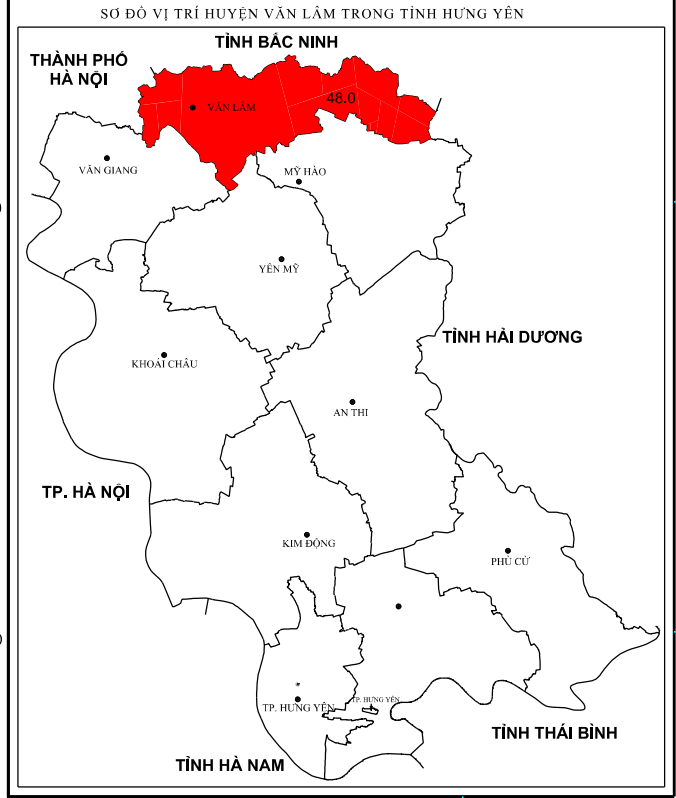 SƠ ĐỒ VỊ TRÍ HUYỆN VĂN LÂM TRONG TỈNH HƯNG YÊN
TỈNH BẮC NINH
THÀNH PHỐ
HÀ NỘI
48.0
VĂN LÂM
VĂN GIANG
MỸ HÀO
YÊN MỸ
TỈNH HẢI DƯƠNG
KHOÁI CHÂU
AN THI
TP. HÀ NỘI
KIM ĐỘNG
PHÙ CỪ
TP. HƯNG YÊN
TP. HƯNG YÊN
TỈNH THÁI BÌNH
TỈNH HÀ NAM